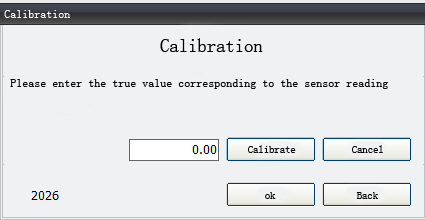 Calibration
Calibration
Please enter the true value corresponding to the sensor reading
0.00 Calibrate Cancel
2026 ok Back